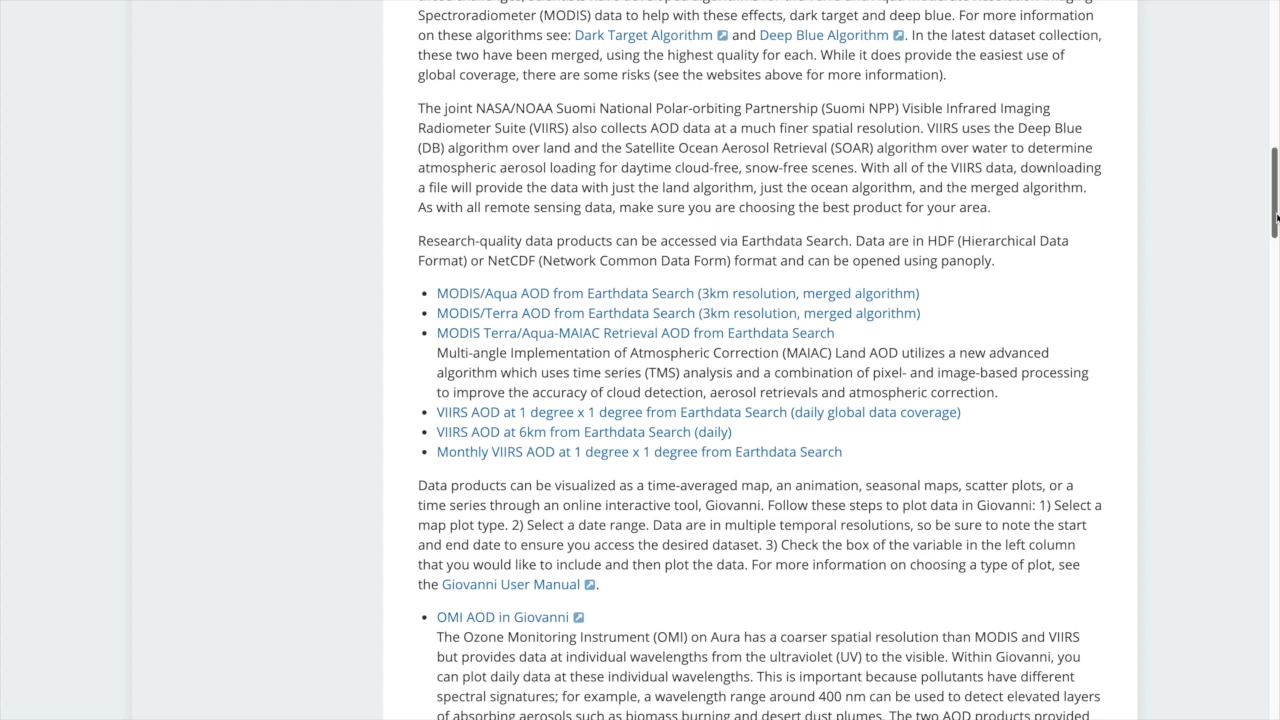 Spectroradiometer (MODIS) data to help with these effects, dark target and deep blue. For more information
on these algorithms see: Dark Target Algorithm and Deep Blue Algorithm. In the latest dataset collection,
these two have been merged, using the highest quality for each. While it does provide the easiest use of
global coverage, there are some risks (see the websites above for more information).
The joint NASA/NOAA Suomi National Polar-orbiting Partnership (Suomi NPP) Visible Infrared Imaging
Radiometer Suite (VIIRS) also collects AOD data at a much finer spatial resolution. VIIRS uses the Deep Blue
(DB) algorithm over land and the Satellite Ocean Aerosol Retrieval (SOAR) algorithm over water to determine
atmospheric aerosol loading for daytime cloud-free, snow-free scenes. With all of the VIIRS data, downloading
a file will provide the data with just the land algorithm, just the ocean algorithm, and the merged algorithm.
As with all remote sensing data, make sure you are choosing the best product for your area.
Research-quality data products can be accessed via Earthdata Search. Data are in HDF (Hierarchical Data
Format) or NetCDF (Network Common Data Form) format and can be opened using panoply.
• MODIS/Aqua AOD from Earthdata Search (3km resolution, merged algorithm)
• MODIS/Terra AOD from Earthdata Search (3km resolution, merged algorithm)
• MODIS Terra/Aqua-MAIAC Retrieval AOD from Earthdata Search
Multi-angle Implementation of Atmospheric Correction (MAIAC) Land AOD utilizes a new advanced
algorithm which uses time series (TMS) analysis and a combination of pixel- and image-based processing
to improve the accuracy of cloud detection, aerosol retrievals and atmospheric correction.
• VIIRS AOD at 1 degree x 1 degree from Earthdata Search (daily global data coverage)
• VIIRS AOD at 6km from Earthdata Search (daily)
• Monthly VIIRS AOD at 1 degree x 1 degree from Earthdata Search
Data products can be visualized as a time-averaged map, an animation, seasonal maps, scatter plots, or a
time series through an online interactive tool, Giovanni. Follow these steps to plot data in Giovanni: 1) Select a
map plot type. 2) Select a date range. Data are in multiple temporal resolutions, so be sure to note the start
and end date to ensure you access the desired dataset. 3) Check the box of the variable in the left column
that you would like to include and then plot the data. For more information on choosing a type of plot, see
the Giovanni User Manual.
• OMI AOD in Giovanni
The Ozone Monitoring Instrument (OMI) on Aura has a coarser spatial resolution than MODIS and VIIRS
but provides data at individual wavelengths from the ultraviolet (UV) to the visible. Within Giovanni, you
can plot daily data at these individual wavelengths. This is important because pollutants have different
spectral signatures; for example, a wavelength range around 400 nm can be used to detect elevated layers
of absorbing aerosols such as biomass burning and desert dust plumes. The two AOD products provided